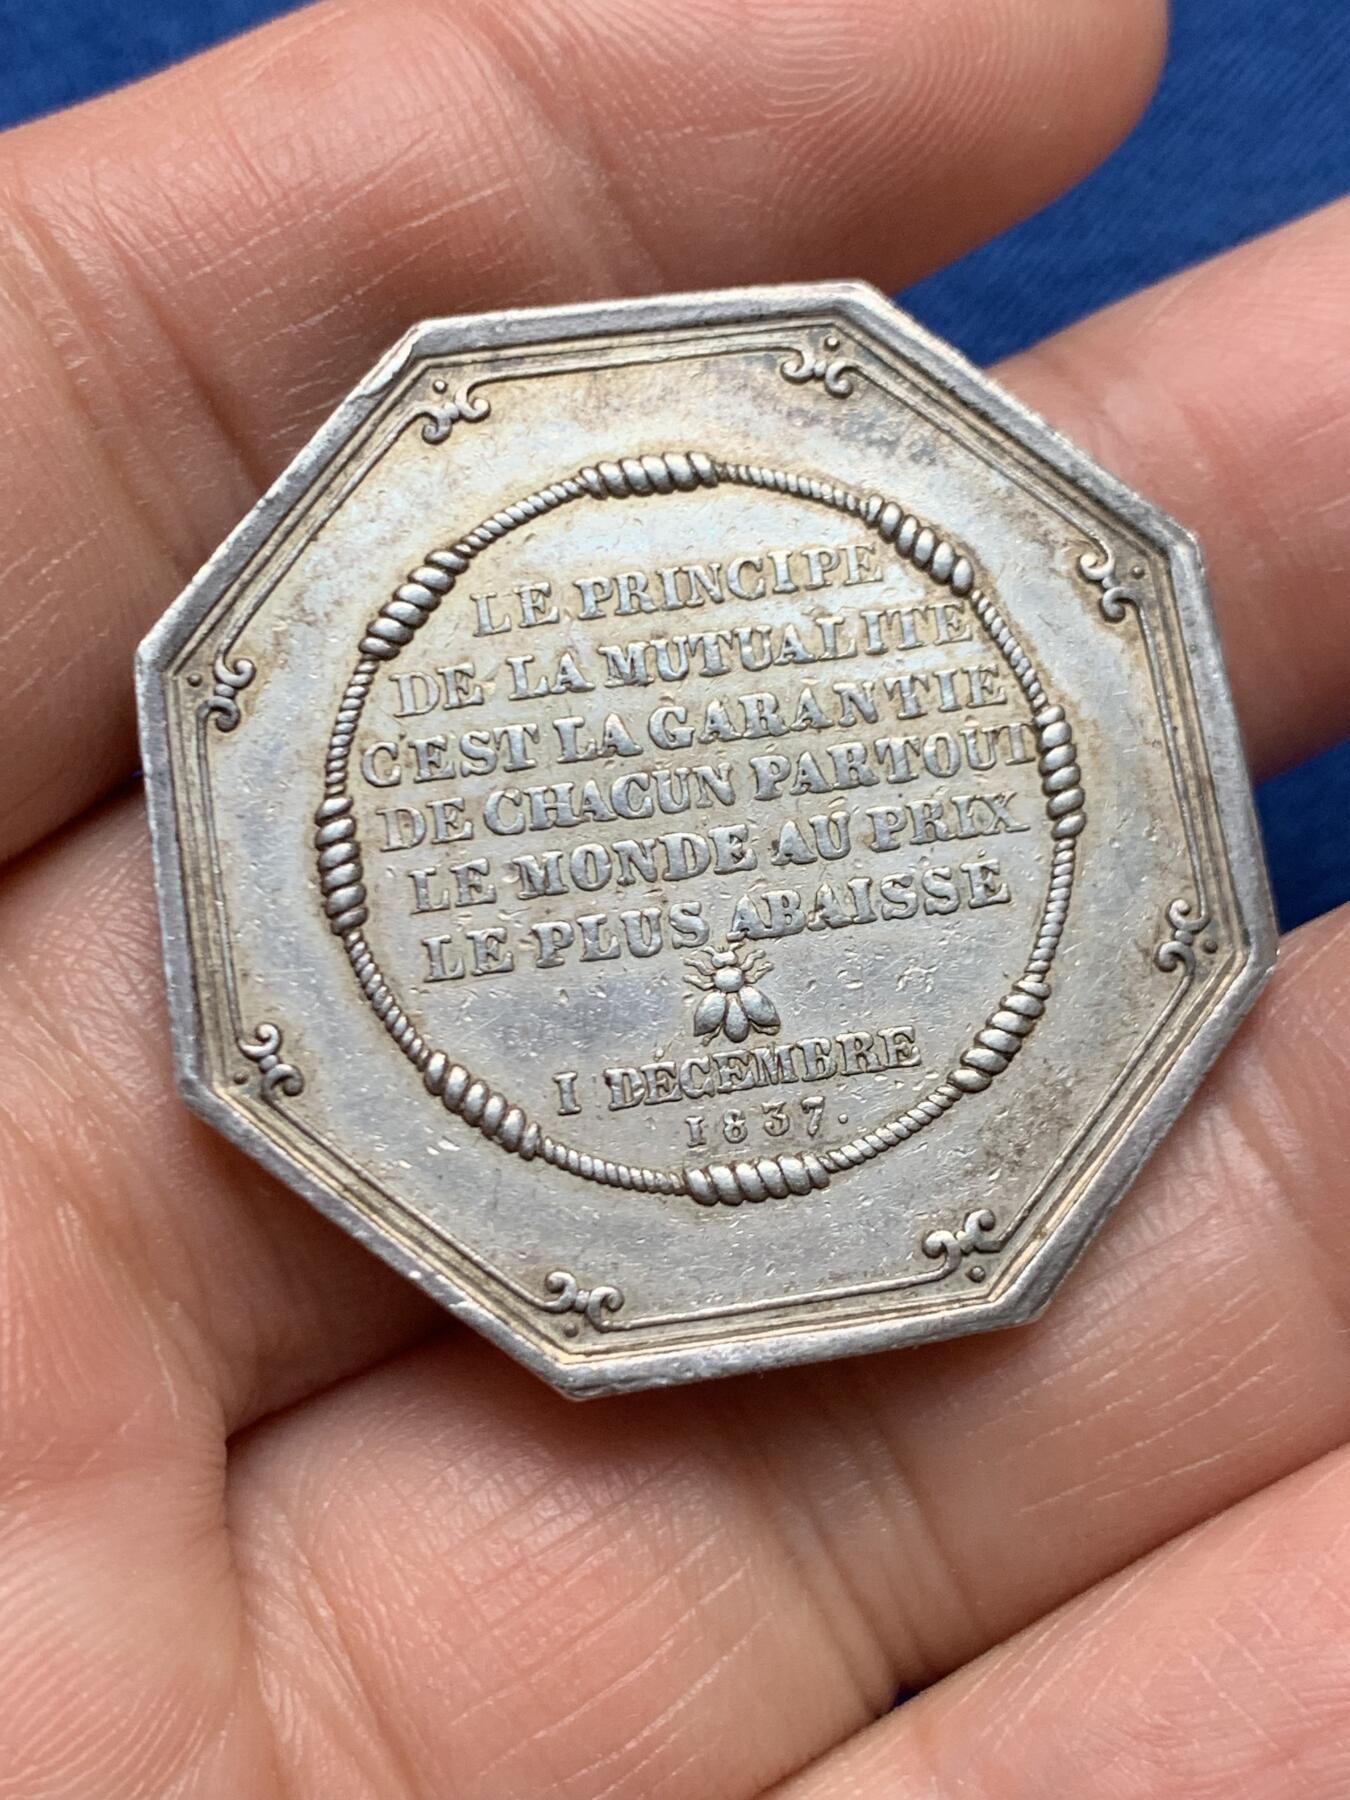 LE PRINCIPE
DE LA MUTUALITE
C'EST LA GARANTIE
DE CHACUN PARTOUT
LE MONDE AU PRIX
LE PLUS ABAISSE
1 DECEMBRE
1837.